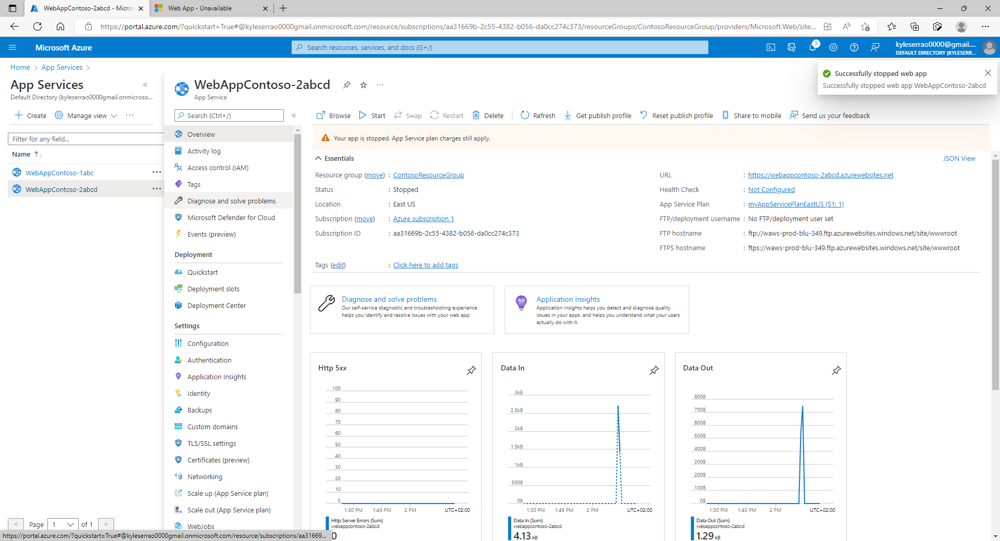 WebAppContoso-2abcd - Micros
Web App - Unavailable
https://portal.azure.com/?quickstart=True#@kyleserrao0000gmail.onmicrosoft.com/resource/subscriptions/aa31669b-2c55-4382-b056-da0cc274c373/resourceGroups/ContosoResourceGroup/providers/Microsoft.Web/site...
Microsoft Azure
Search resources, services, and docs (G+/)
3
kyleserrao0000@gmail....
DEFAULT DIRECTORY (KYLESERR...
Home > App Services >
Successfully stopped web app
Successfully stopped web app WebAppContoso-2abcd
App Services
Default Directory (kyleserrao0000gmail.onmicroso...
Create
Manage view
Filter for any field...
Name
WebAppContoso-1abc
WebAppContoso-2abcd
< Page 1 of 1 >
WebAppContoso-2abcd
App Service
Search (Ctrl+/)
Overview
Activity log
Access control (IAM)
Tags
Diagnose and solve problems
Microsoft Defender for Cloud
Events (preview)
Deployment
Quickstart
Deployment slots
Deployment Center
Settings
Configuration
Authentication
Application Insights
Identity
Backups
Custom domains
TLS/SSL settings
Certificates (preview)
Networking
Scale up (App Service plan)
Scale out (App Service plan)
WebJobs
Browse
Start
Swap
Restart
Delete
Refresh
Get publish profile
Reset publish profile
Share to mobile
Send us your feedback
Your app is stopped. App Service plan charges still apply.
Essentials
JSON View
Resource group (move) : ContosoResourceGroup
Status : Stopped
Location : East US
Subscription (move) : Azure subscription 1
Subscription ID : aa31669b-2c55-4382-b056-da0cc274c373
URL : https://webappcontoso-2abcd.azurewebsites.net
Health Check : Not Configured
App Service Plan : myAppServicePlanEastUS (S1: 1)
FTP/deployment username : No FTP/deployment user set
FTP hostname : ftp://waws-prod-blu-349.ftp.azurewebsites.windows.net/site/wwwroot
FTPS hostname : ftps://waws-prod-blu-349.ftp.azurewebsites.windows.net/site/wwwroot
Tags (edit) : Click here to add tags
Diagnose and solve problems
Our self-service diagnostic and troubleshooting experience
helps you identify and resolve issues with your web app.
Application Insights
Application Insights helps you detect and diagnose quality
issues in your apps, and helps you understand what your users
actually do with it.
Http 5xx
100
90
80
70
60
50
40
30
20
10
0
1:30 PM 1:45 PM 2 PM UTC+02:00
Http Server Errors (Sum)
webappcontoso-2abcd
0
Data In
3kB
2.5kB
2kB
1.5kB
1kB
500B
0B
1:30 PM 1:45 PM 2 PM UTC+02:00
Data In (Sum)
webappcontoso-2abcd
4.13 kB
Data Out
800B
700B
600B
500B
400B
300B
200B
100B
0B
1:30 PM 1:45 PM 2 PM UTC+02:00
Data Out (Sum)
webappcontoso-2abcd
1.29 kB
https://portal.azure.com/?quickstart=True#@kyleserrao0000gmail.onmicrosoft.com/resource/subscriptions/aa31669...